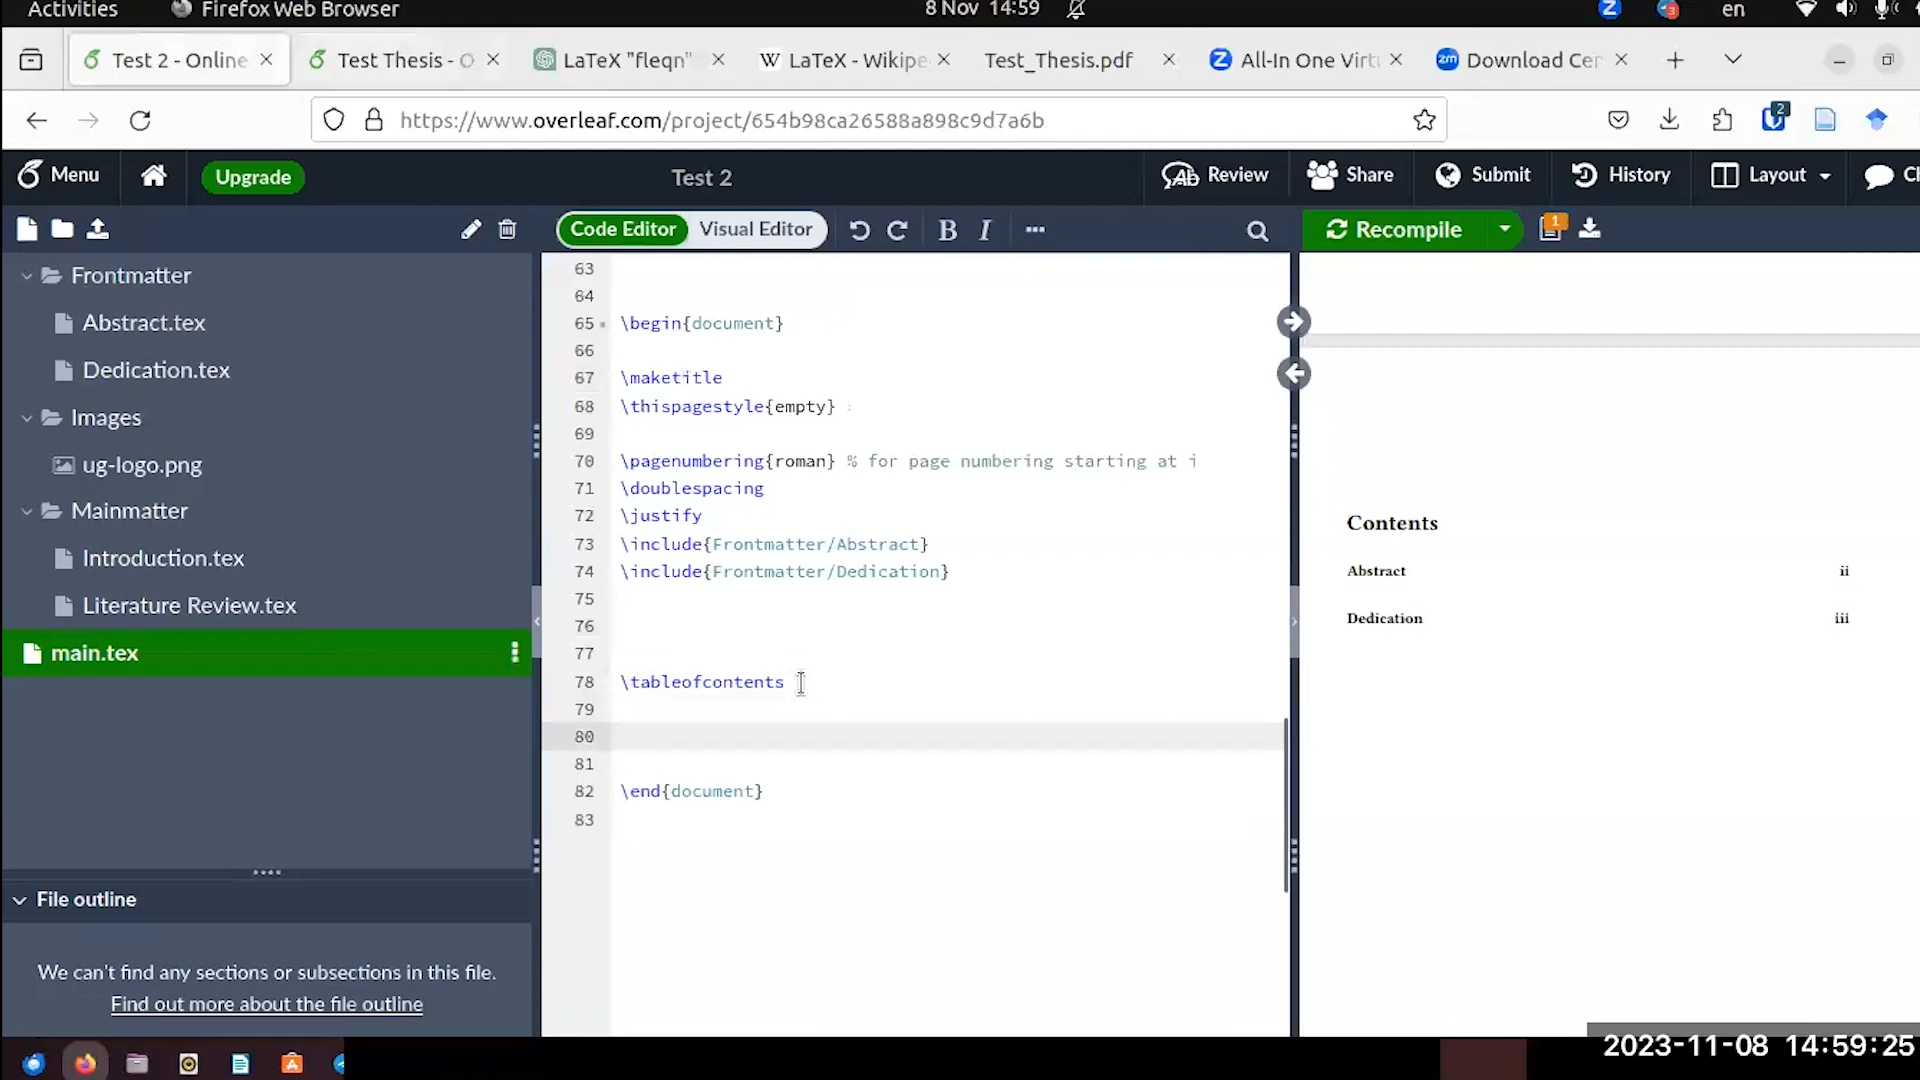 Activities Firefox Web Browser 8 Nov 14:59 en
Test 2 - Online Test Thesis - O LaTeX "fleqn" LaTeX - Wikipe Test_Thesis.pdf All-In One Virtu zm Download Cer
https://www.overleaf.com/project/654b98ca26588a898c9d7a6b 2
Menu Upgrade Test 2 Review Share Submit History Layout Ch
Code Editor Visual Editor B I Recompile 1
Frontmatter
Abstract.tex
Dedication.tex
Images
ug-logo.png
Mainmatter
Introduction.tex
Literature Review.tex
main.tex
File outline
We can't find any sections or subsections in this file.
Find out more about the file outline
63
64
65 \begin{document}
66
67 \maketitle
68 \thispagestyle{empty}
69
70 \pagenumbering{roman} % for page numbering starting at i
71 \doublespacing
72 \justify
73 \include{Frontmatter/Abstract}
74 \include{Frontmatter/Dedication}
75
76
77
78 \tableofcontents
79
80
81
82 \end{document}
83
Contents
Abstract ii
Dedication iii
2023-11-08 14:59:25